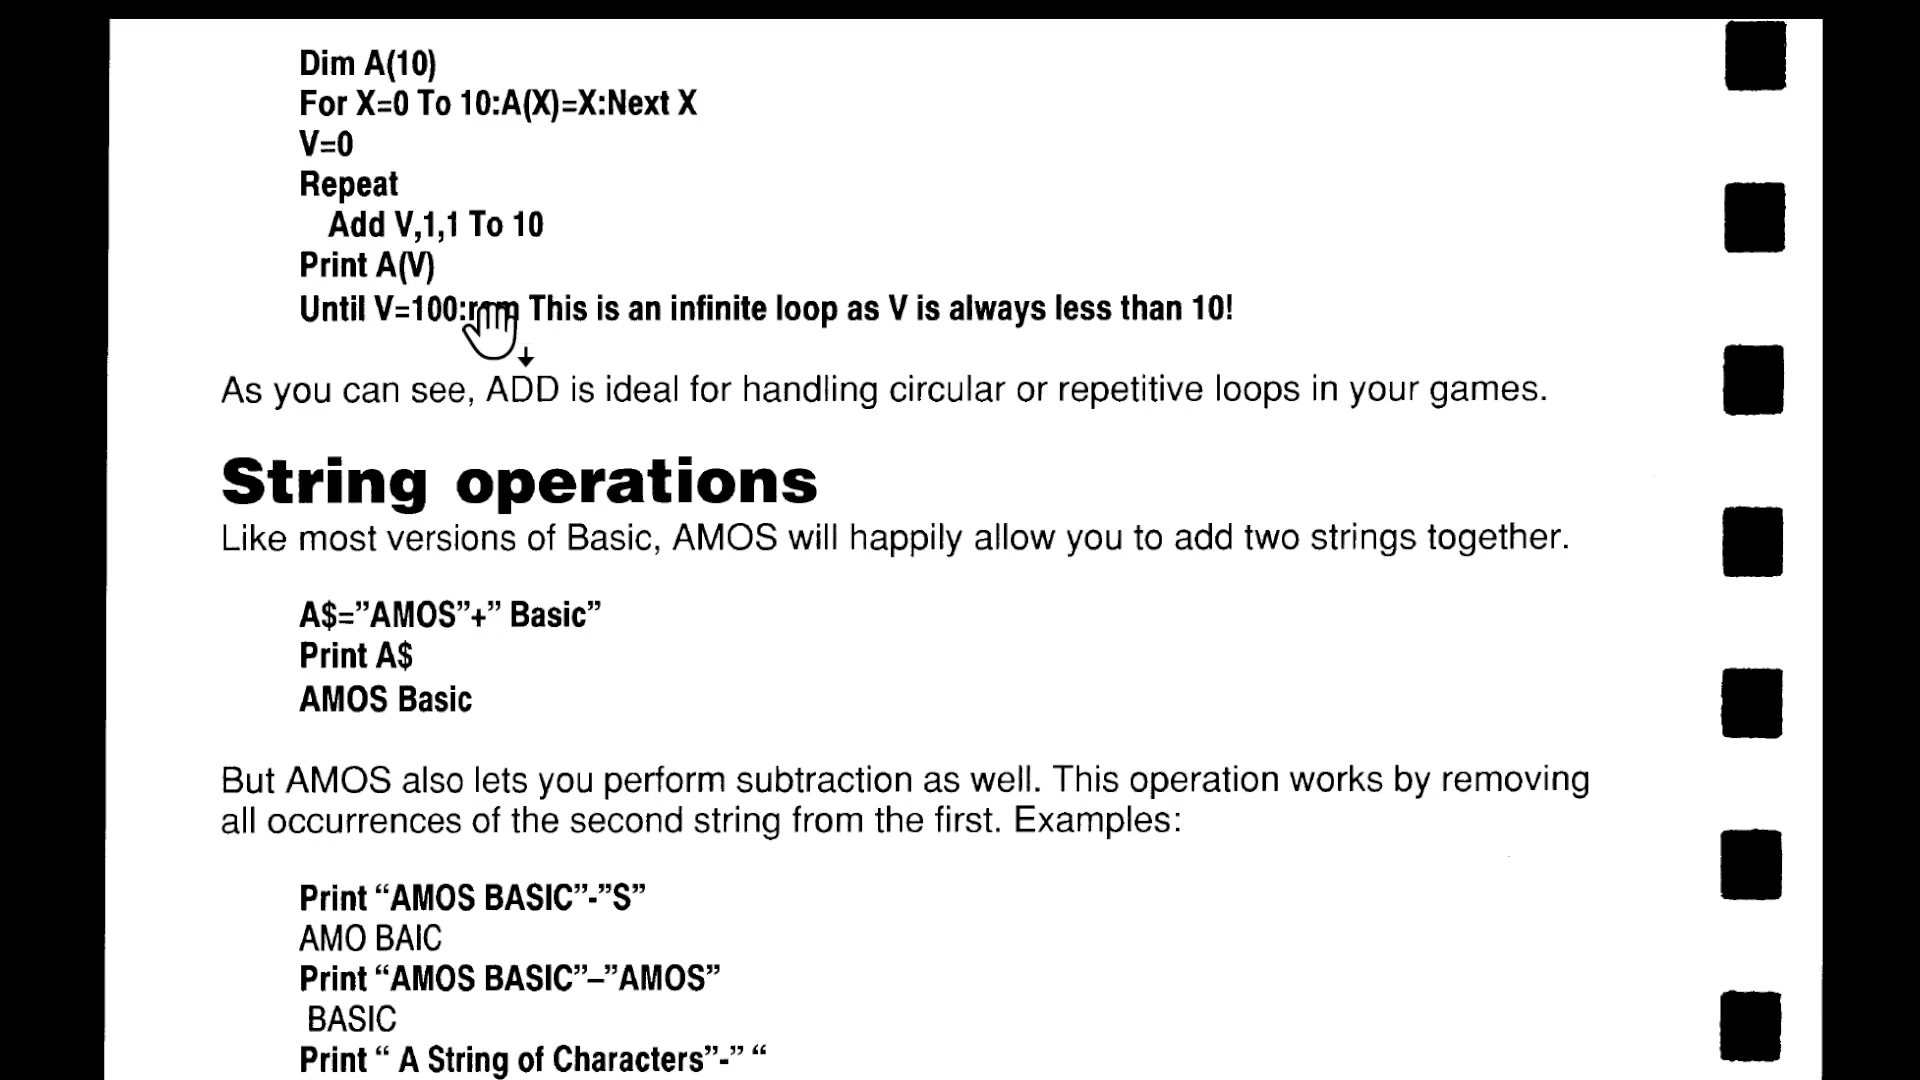 Dim A(10)
For X=0 To 10:A(X)=X:Next X
V=0
Repeat
Add V,1,1 To 10
Print A(V)
Until V=100:rem This is an infinite loop as V is always less than 10!
As you can see, ADD is ideal for handling circular or repetitive loops in your games.
String operations
Like most versions of Basic, AMOS will happily allow you to add two strings together.
A$=”AMOS”+” Basic”
Print A$
AMOS Basic
But AMOS also lets you perform subtraction as well. This operation works by removing
all occurrences of the second string from the first. Examples:
Print “AMOS BASIC”-”S”
AMO BAIC
Print “AMOS BASIC”–”AMOS”
BASIC
Print “ A String of Characters”-” “